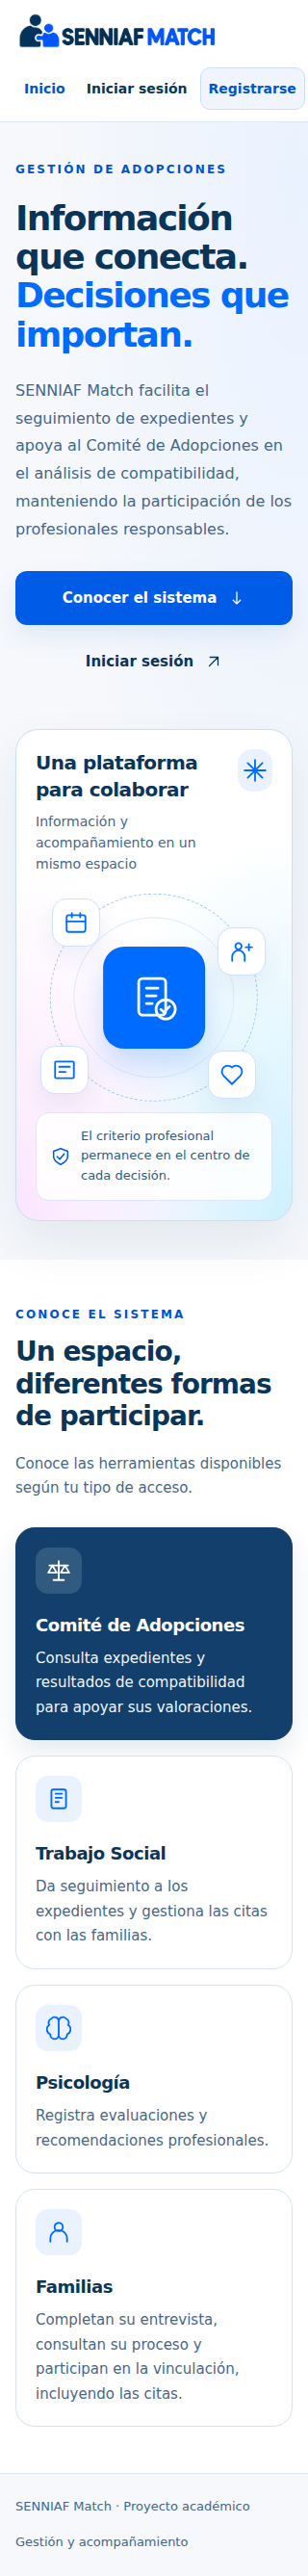 SENNIAF MATCH
Inicio Iniciar sesión Registrarse
GESTIÓN DE ADOPCIONES
Información
que conecta.
Decisiones que
importan.
SENNIAF Match facilita el
seguimiento de expedientes y
apoya al Comité de Adopciones en
el análisis de compatibilidad,
manteniendo la participación de los
profesionales responsables.
Conocer el sistema ↓
Iniciar sesión ↗
Una plataforma
para colaborar
Información y
acompañamiento en un
mismo espacio
El criterio profesional
permanece en el centro de
cada decisión.
CONOCE EL SISTEMA
Un espacio,
diferentes formas
de participar.
Conoce las herramientas disponibles
según tu tipo de acceso.
Comité de Adopciones
Consulta expedientes y
resultados de compatibilidad
para apoyar sus valoraciones.
Trabajo Social
Da seguimiento a los
expedientes y gestiona las citas
con las familias.
Psicología
Registra evaluaciones y
recomendaciones profesionales.
Familias
Completan su entrevista,
consultan su proceso y
participan en la vinculación,
incluyendo las citas.
SENNIAF Match · Proyecto académico
Gestión y acompañamiento